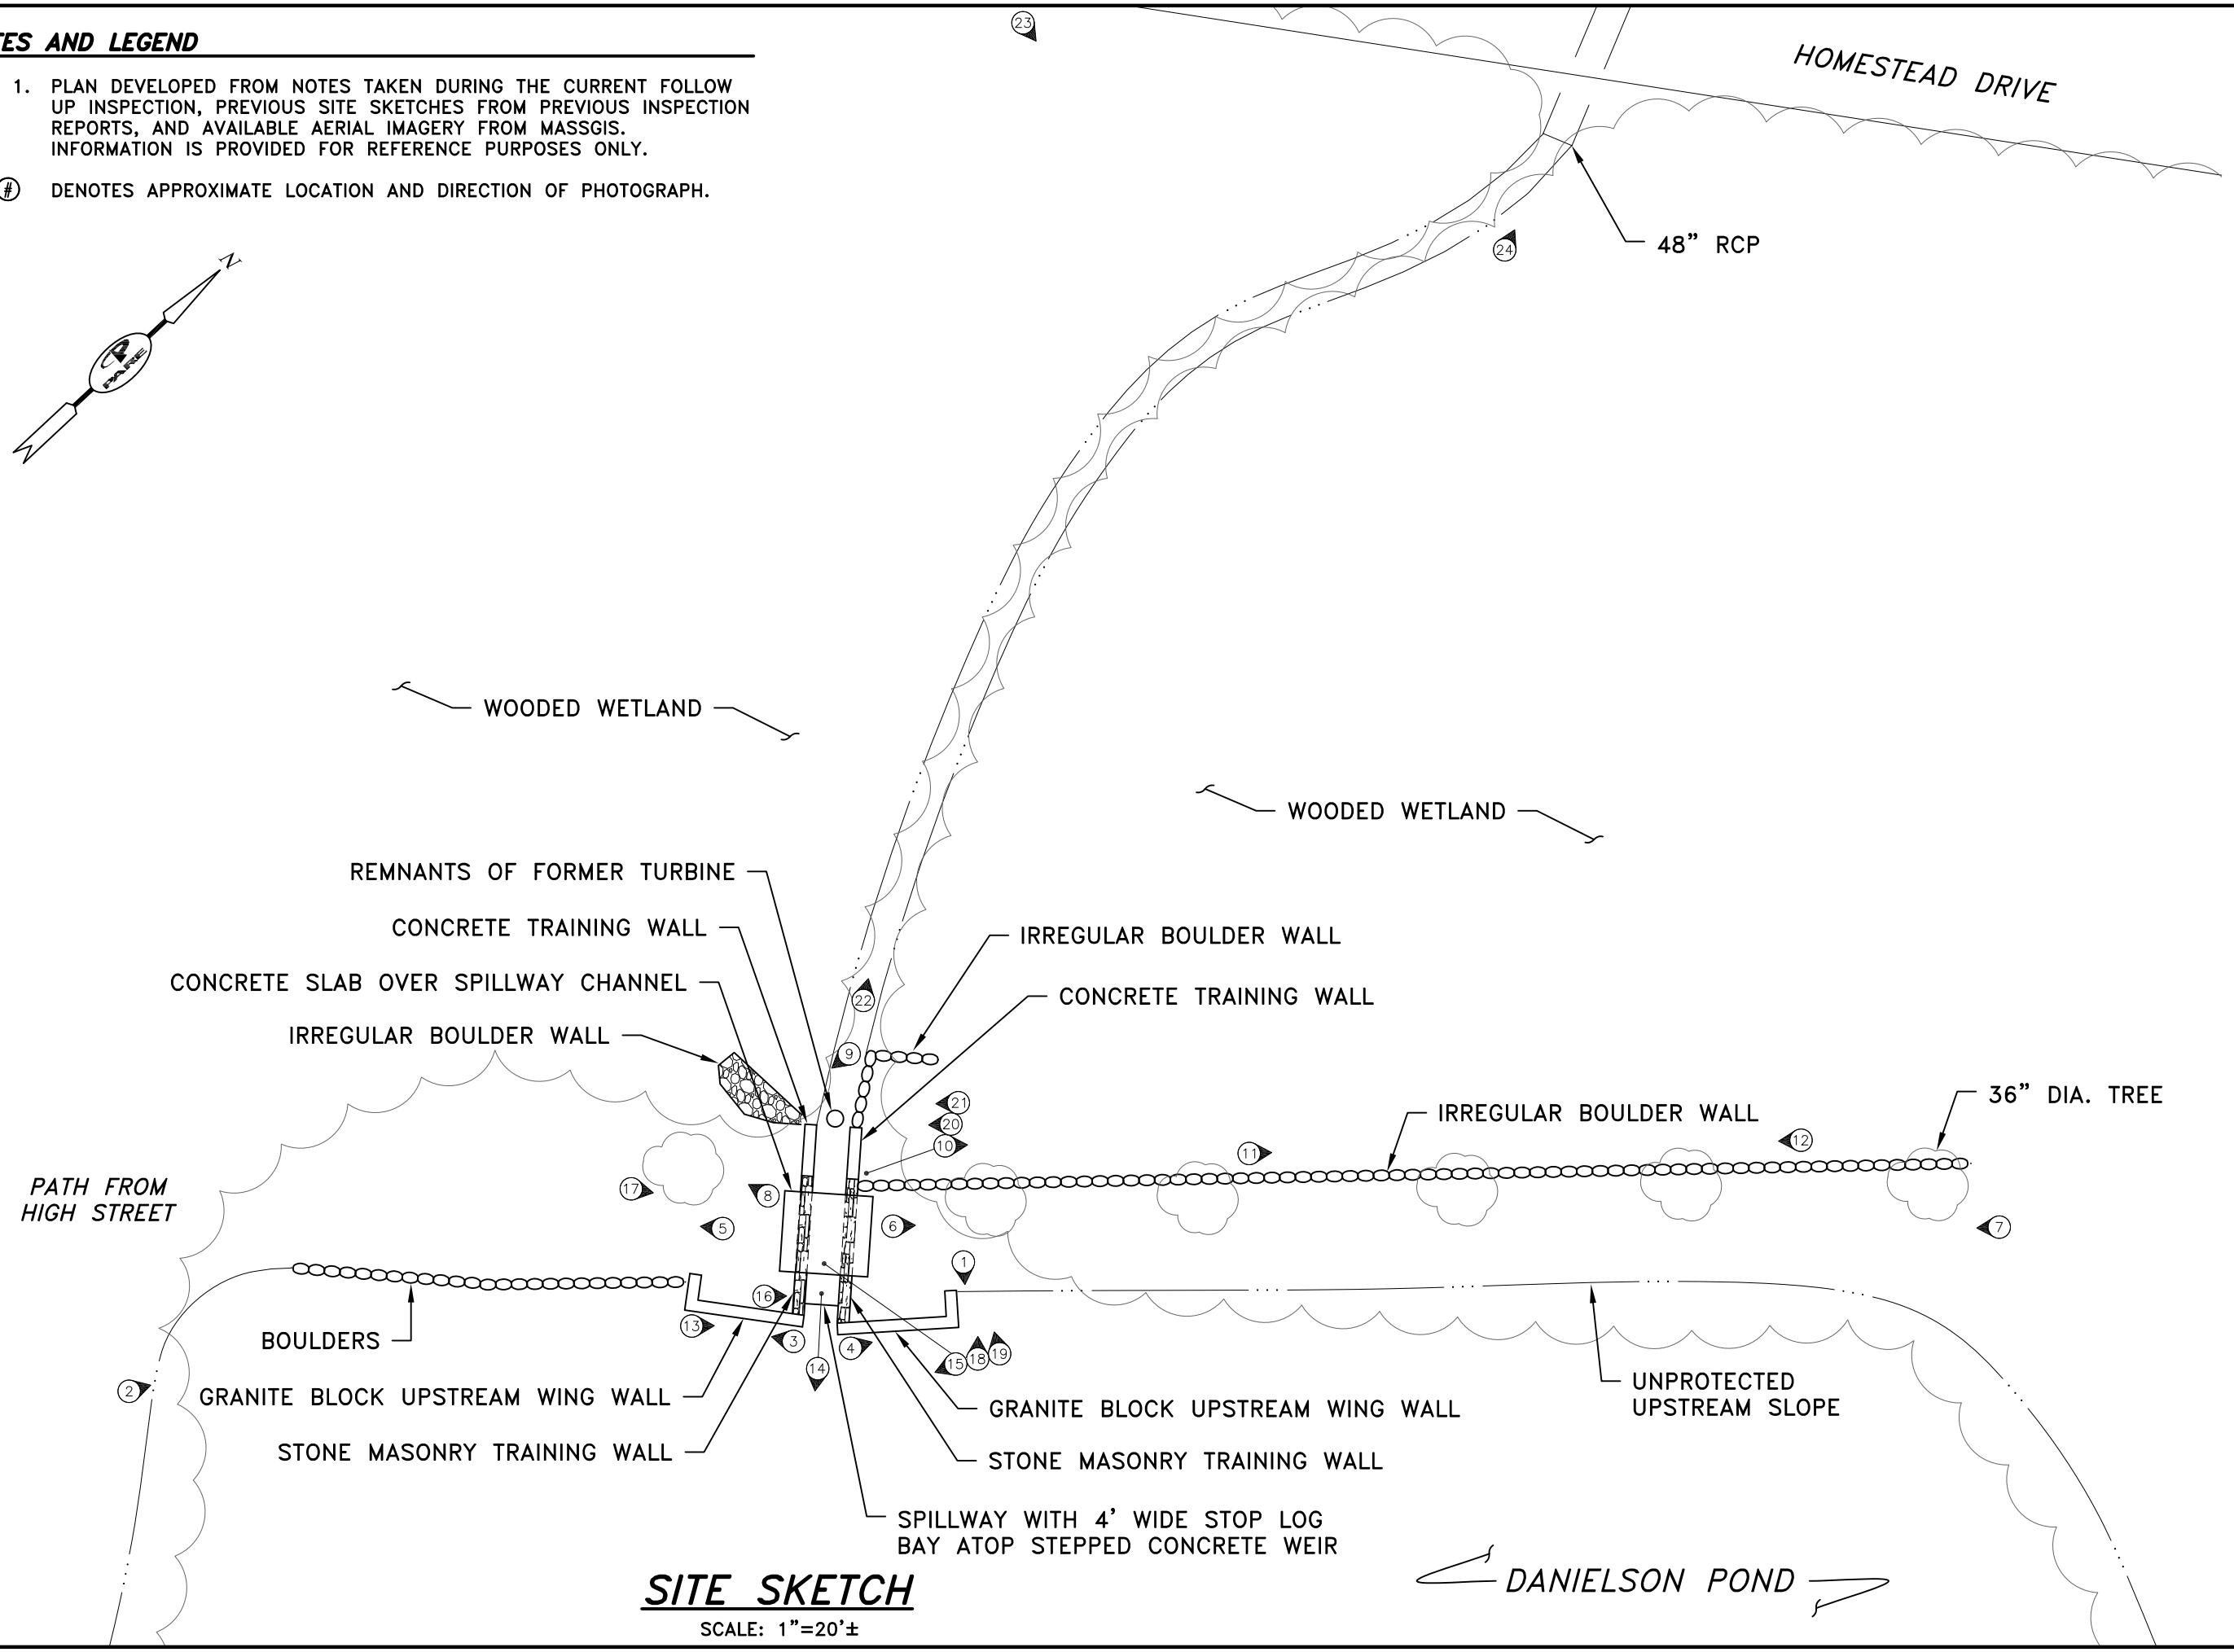 TES AND LEGEND
1. PLAN DEVELOPED FROM NOTES TAKEN DURING THE CURRENT FOLLOW
UP INSPECTION, PREVIOUS SITE SKETCHES FROM PREVIOUS INSPECTION
REPORTS, AND AVAILABLE AERIAL IMAGERY FROM MASSGIS.
INFORMATION IS PROVIDED FOR REFERENCE PURPOSES ONLY.
# DENOTES APPROXIMATE LOCATION AND DIRECTION OF PHOTOGRAPH.
N
PARE
23
HOMESTEAD DRIVE
24
48" RCP
WOODED WETLAND
WOODED WETLAND
REMNANTS OF FORMER TURBINE
CONCRETE TRAINING WALL
CONCRETE SLAB OVER SPILLWAY CHANNEL
IRREGULAR BOULDER WALL
IRREGULAR BOULDER WALL
CONCRETE TRAINING WALL
22
9
21
20
10
11
IRREGULAR BOULDER WALL
12
36" DIA. TREE
PATH FROM
HIGH STREET
17
8
5
6
7
1
16
13
3
4
14
15
18
19
2
BOULDERS
GRANITE BLOCK UPSTREAM WING WALL
STONE MASONRY TRAINING WALL
GRANITE BLOCK UPSTREAM WING WALL
STONE MASONRY TRAINING WALL
UNPROTECTED
UPSTREAM SLOPE
SPILLWAY WITH 4' WIDE STOP LOG
BAY ATOP STEPPED CONCRETE WEIR
DANIELSON POND
SITE SKETCH
SCALE: 1"=20'±